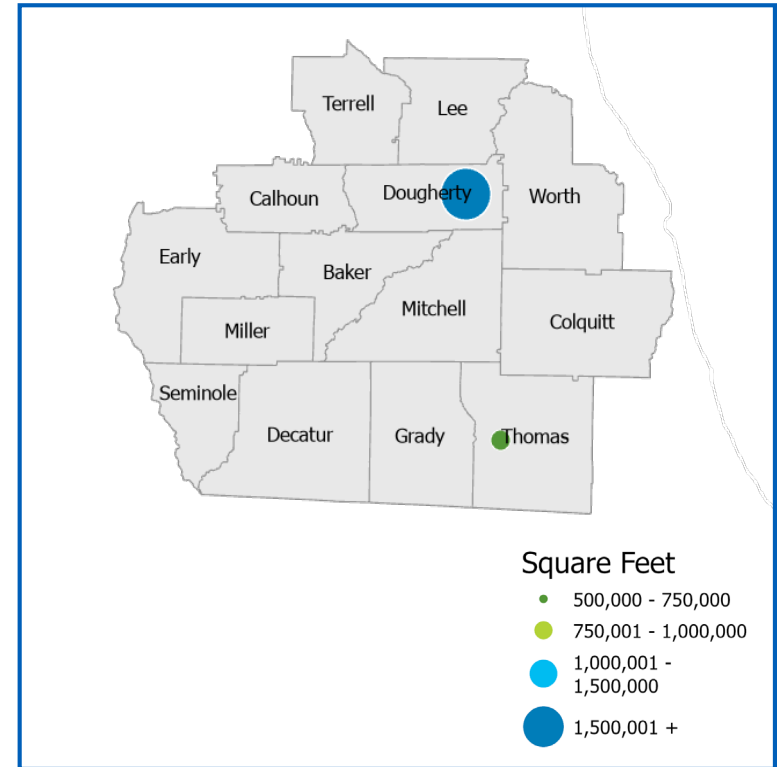 Terrell
Lee
Calhoun
Dougherty
Worth
Early
Baker
Mitchell
Miller
Colquitt
Seminole
Decatur
Grady
Thomas
Square Feet
500,000 - 750,000
750,001 - 1,000,000
1,000,001 -
1,500,000
1,500,001 +